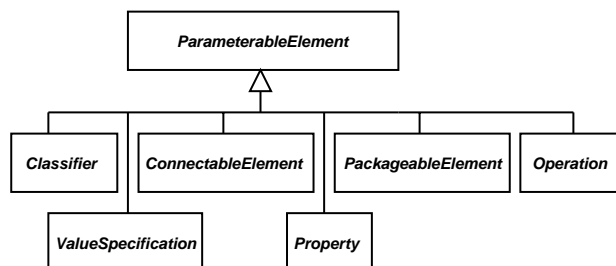 ParameterableElement
Classifier
ConnectableElement
PackageableElement
Operation
ValueSpecification
Property